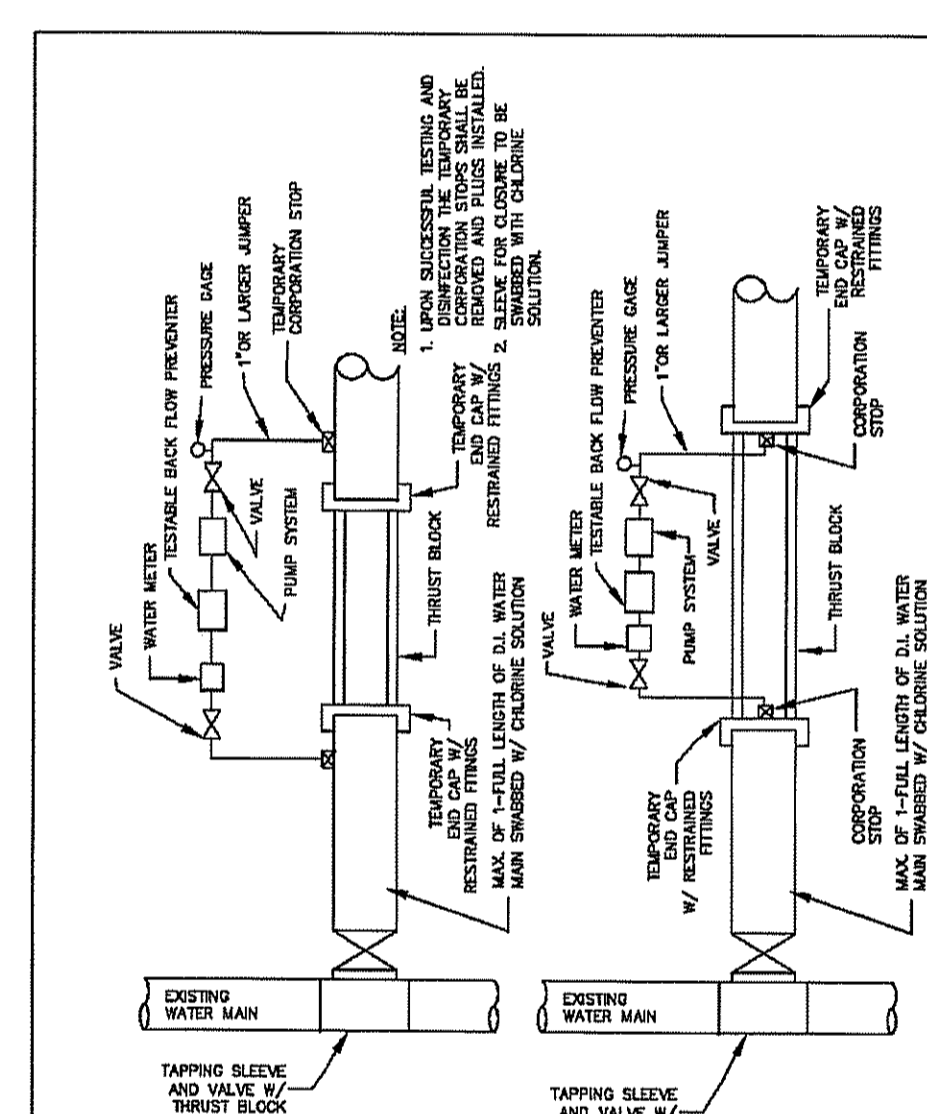 VALVE
WATER METER
TESTABLE BACK FLOW PREVENTER
PRESSURE GAGE
1" OR LARGER JUMPER
TEMPORARY
CORPORATION STOP
PUMP SYSTEM
VALVE
NOTE:
1. UPON SUCCESSFUL TESTING AND
DISINFECTION THE TEMPORARY
CORPORATION STOPS SHALL BE
REMOVED AND PLUGS INSTALLED.
2. SLEEVE FOR CLOSURE TO BE
SWABBED WITH CHLORINE
SOLUTION.
TEMPORARY
END CAP W/
RESTRAINED FITTINGS
THRUST BLOCK
TEMPORARY
END CAP W/
RESTRAINED FITINGS
MAX. OF 1-FULL LENGTH OF D.I. WATER
MAIN SWABBED W/ CHLORINE SOLUTION
EXISTING
WATER MAIN
TAPPING SLEEVE
AND VALVE W/
THRUST BLOCK
VALVE
WATER METER
TESTABLE BACK FLOW PREVENTER
PRESSURE GAGE
1" OR LARGER JUMPER
PUMP SYSTEM
VALVE
TEMPORARY
END CAP W/
RESTRAINED
FITTINGS
CORPORATION
STOP
THRUST BLOCK
TEMPORARY
END CAP
W/ RESTRAINED
FITTINGS
CORPORATION
STOP
MAX. OF 1-FULL LENGTH OF D.I. WATER
MAIN SWABBED W/ CHLORINE SOLUTION
EXISTING
WATER MAIN
TAPPING SLEEVE
AND VALVE W/